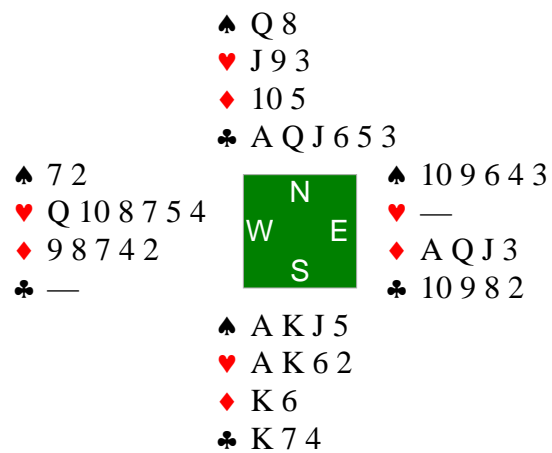 ♠ Q 8
♥ J 9 3
♦ 10 5
♣ A Q J 6 5 3
♠ 7 2
♥ Q 10 8 7 5 4
♦ 9 8 7 4 2
♣ —
N
W E
S
♠ 10 9 6 4 3
♥ —
♦ A Q J 3
♣ 10 9 8 2
♠ A K J 5
♥ A K 6 2
♦ K 6
♣ K 7 4